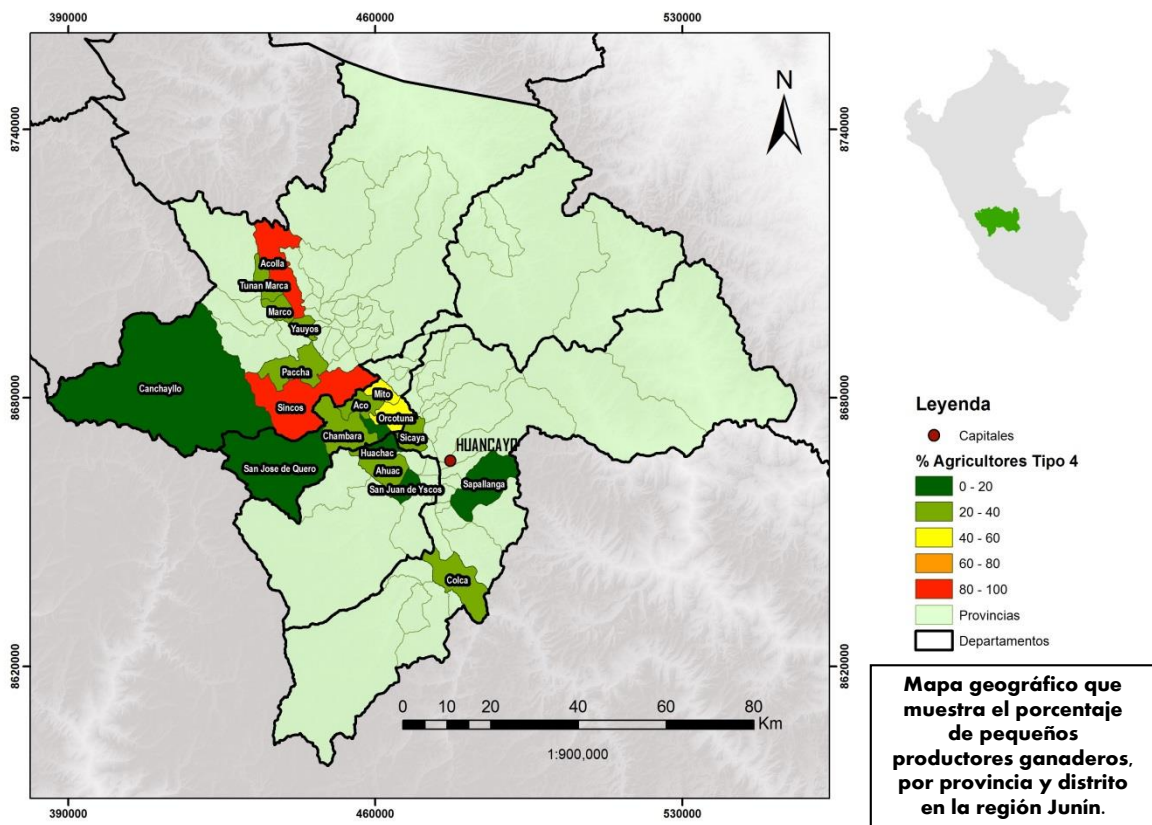 390000 460000 530000
8740000
8740000
N
Acolla
Tunan Marca
Marco
Yauyos
Paccha
Canchayllo
Sincos
Mito
Aco
Orcotuna
Chambara
Sicaya
HUANCAYO
Huachac
San Jose de Quero
Ahuac
San Juan de Yscos
Sapallanga
Colca
8680000
8680000
8620000
8620000
0 10 20 40 60 80
Km
1:900,000
390000 460000 530000
Leyenda
Capitales
% Agricultores Tipo 4
0 - 20
20 - 40
40 - 60
60 - 80
80 - 100
Provincias
Departamentos
Mapa geográfico que
muestra el porcentaje
de pequeños
productores ganaderos,
por provincia y distrito
en la región Junín.